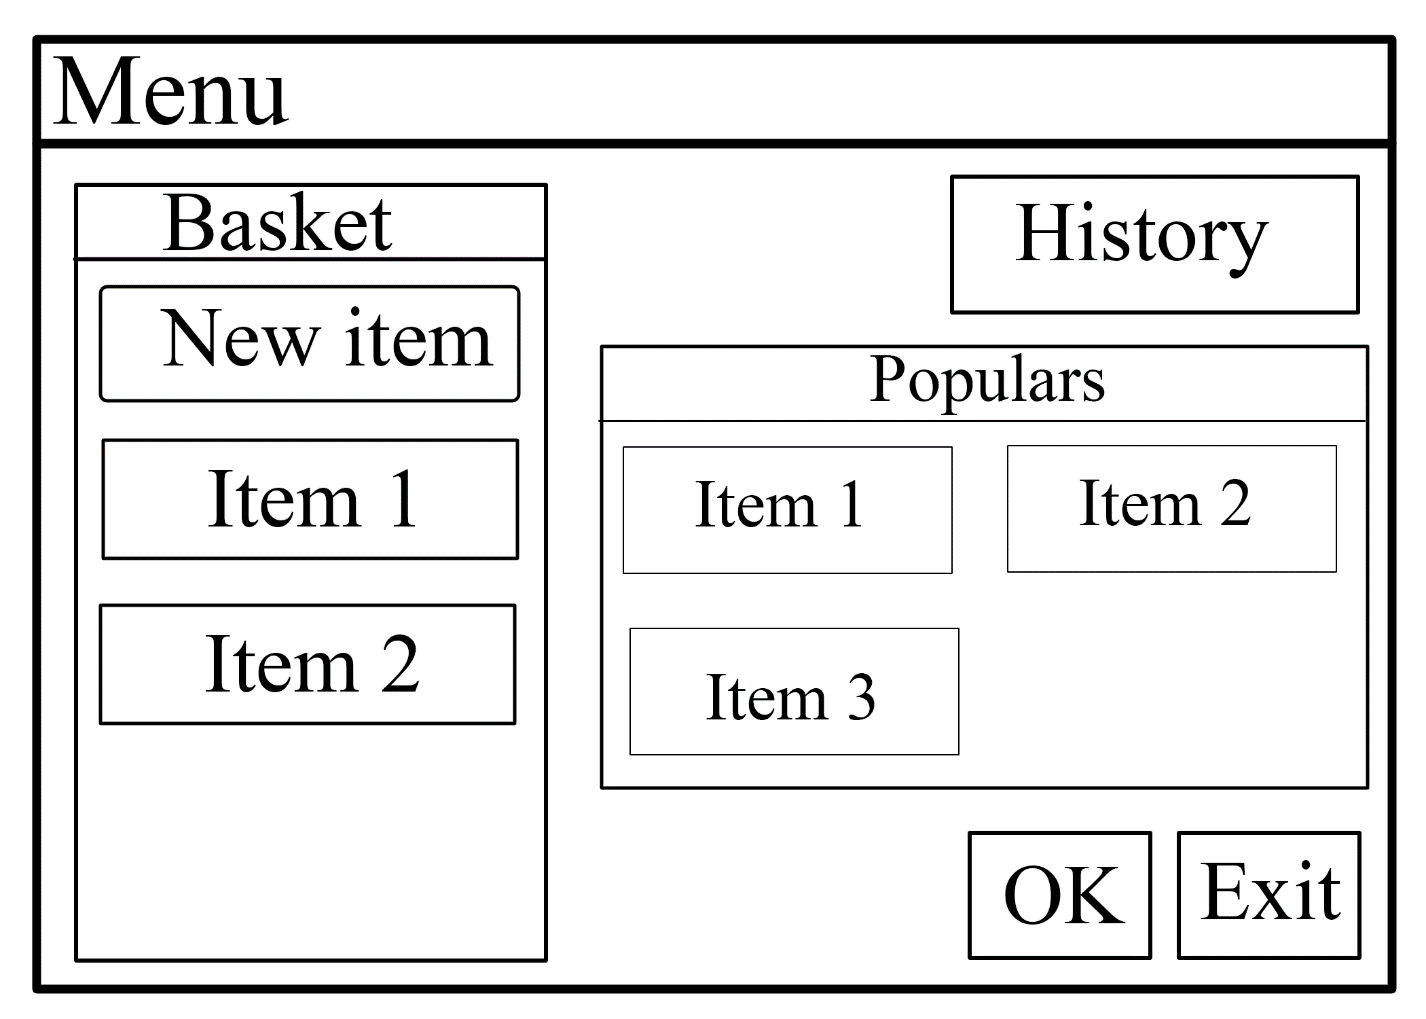 Menu
Basket
New item
Item 1
Item 2
History
Populars
Item 1
Item 2
Item 3
OK
Exit